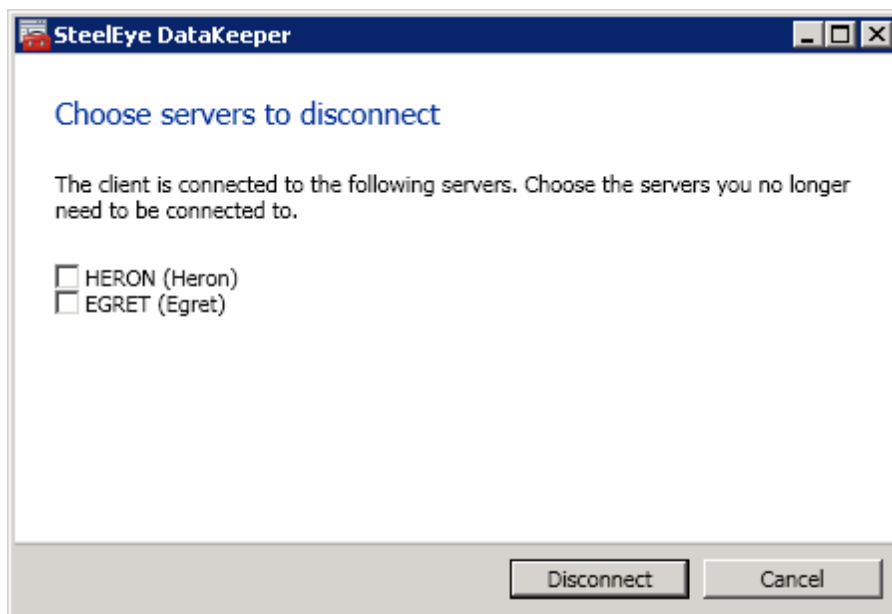 SteelEye DataKeeper
Choose servers to disconnect
The client is connected to the following servers. Choose the servers you no longer
need to be connected to.
HERON (Heron)
EGRET (Egret)
Disconnect Cancel